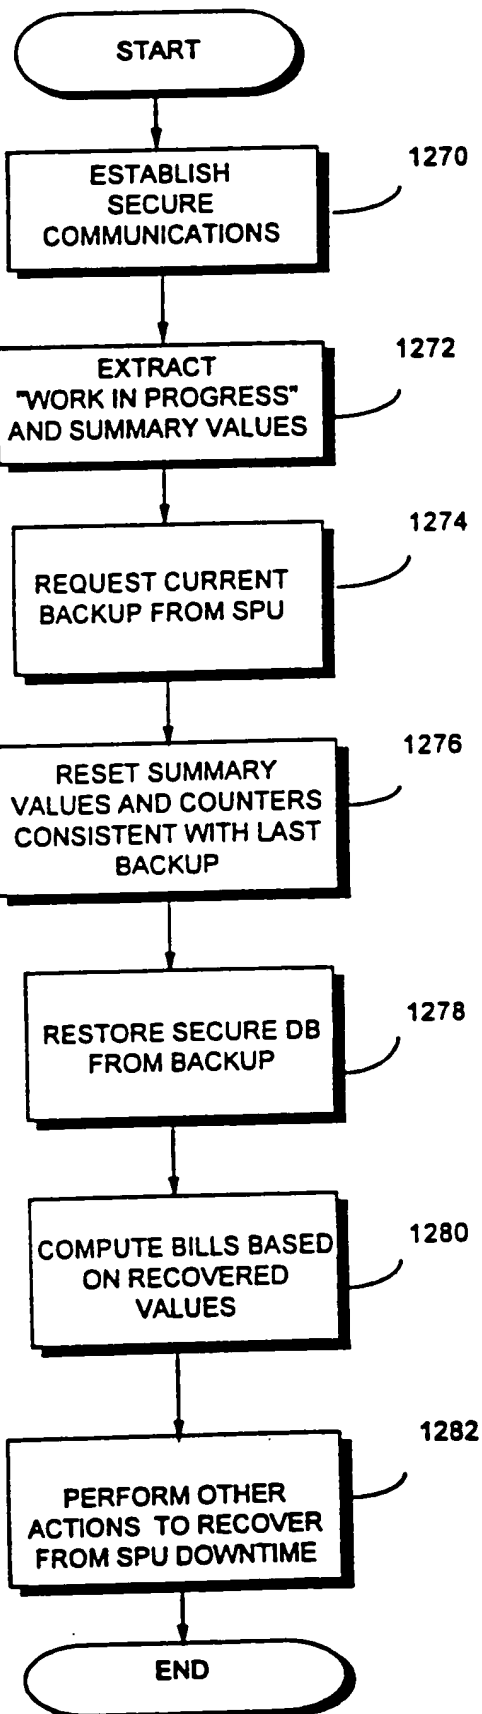 START
ESTABLISH
SECURE
COMMUNICATIONS
1270
EXTRACT
"WORK IN PROGRESS"
AND SUMMARY VALUES
1272
REQUEST CURRENT
BACKUP FROM SPU
1274
RESET SUMMARY
VALUES AND COUNTERS
CONSISTENT WITH LAST
BACKUP
1276
RESTORE SECURE DB
FROM BACKUP
1278
COMPUTE BILLS BASED
ON RECOVERED
VALUES
1280
PERFORM OTHER
ACTIONS TO RECOVER
FROM SPU DOWNTIME
1282
END